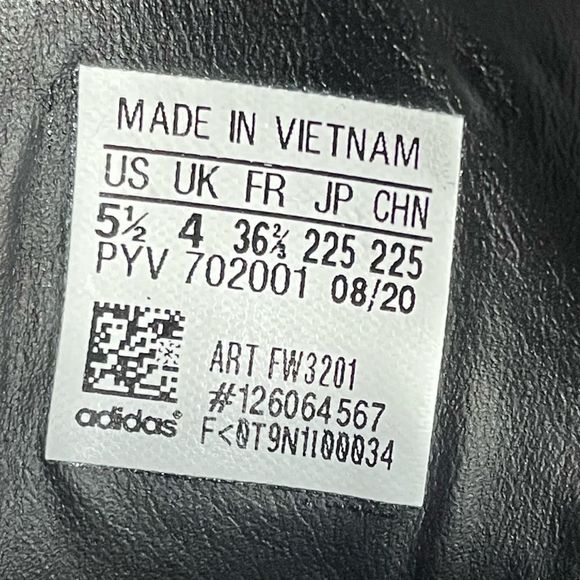 MADE IN VIETNAM
US UK FR JP CHN
5½ 4 36⅔ 225 225
PYV 702001 08/20
ART FW3201
#126064567
adidas® F<0T9N1I00034